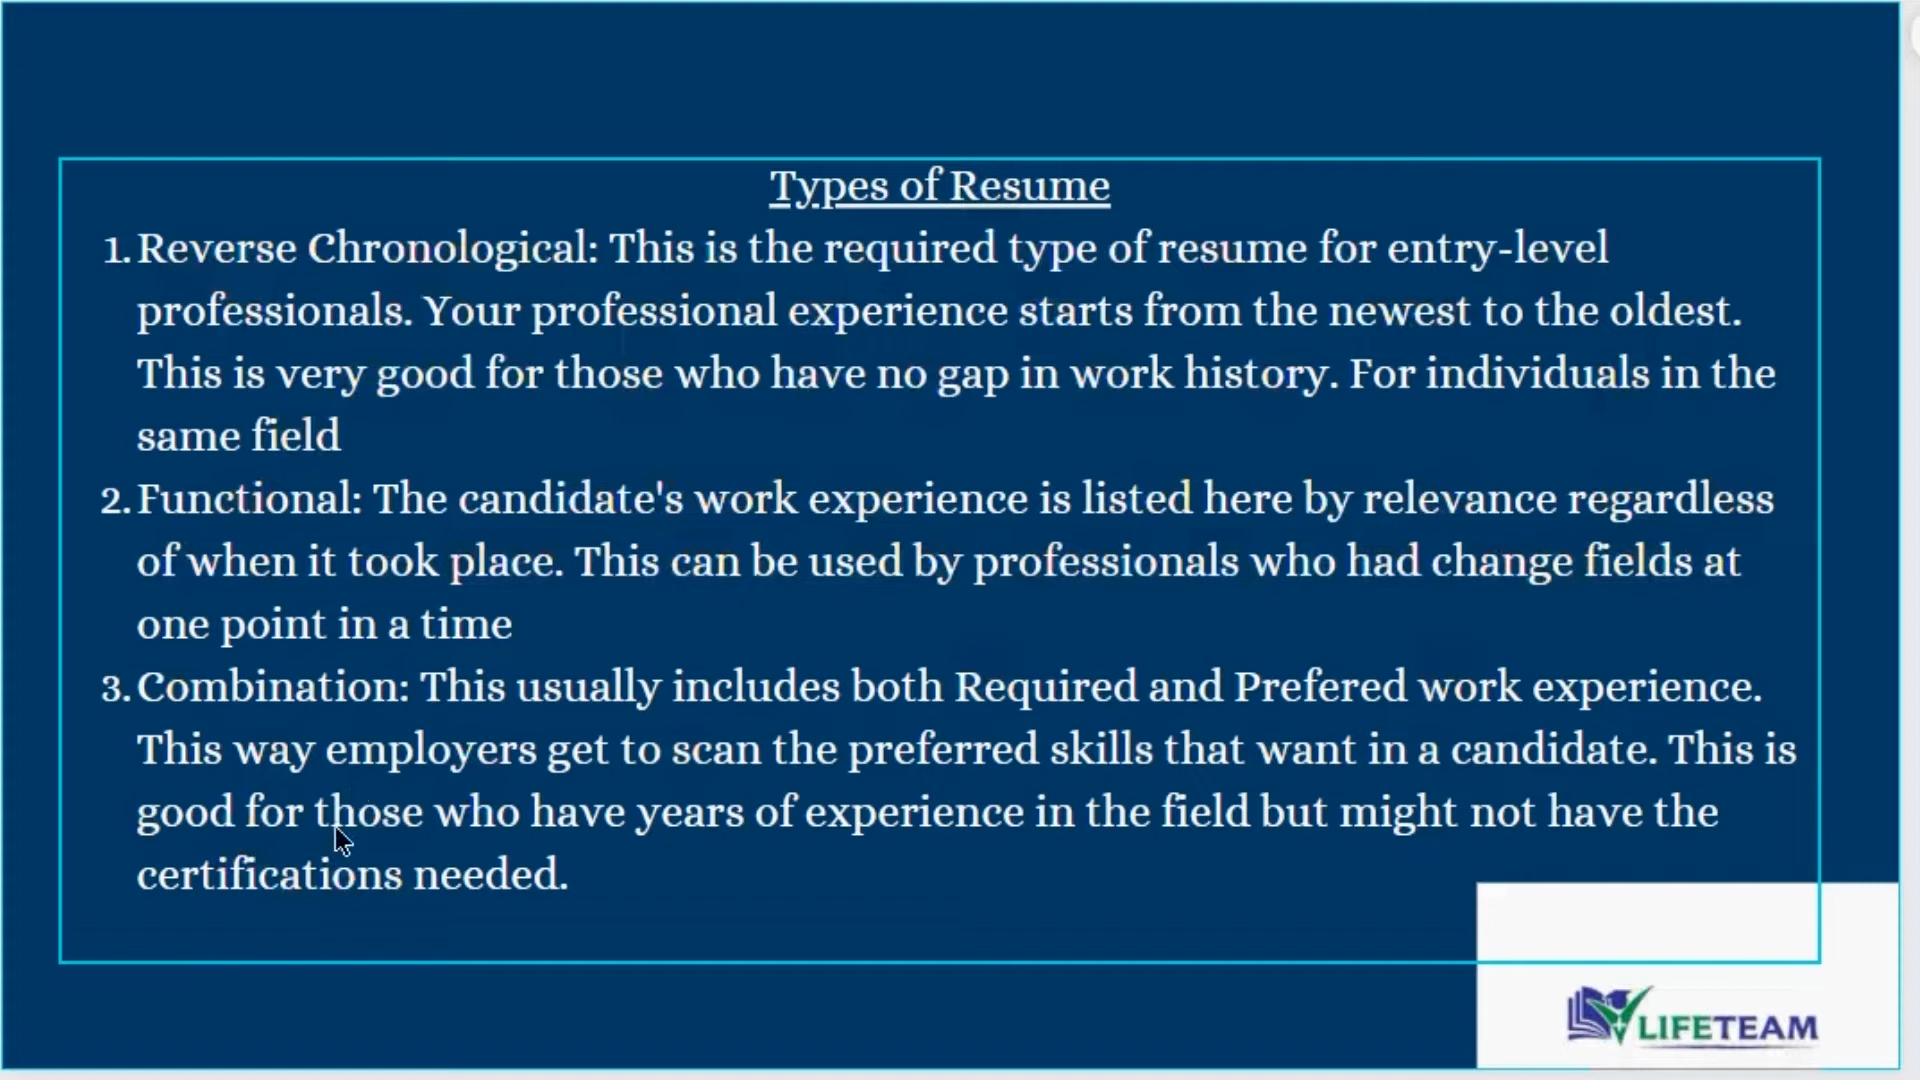 Types of Resume
1. Reverse Chronological: This is the required type of resume for entry-level
professionals. Your professional experience starts from the newest to the oldest.
This is very good for those who have no gap in work history. For individuals in the
same field
2. Functional: The candidate's work experience is listed here by relevance regardless
of when it took place. This can be used by professionals who had change fields at
one point in a time
3. Combination: This usually includes both Required and Prefered work experience.
This way employers get to scan the preferred skills that want in a candidate. This is
good for those who have years of experience in the field but might not have the
certifications needed.
LIFETEAM